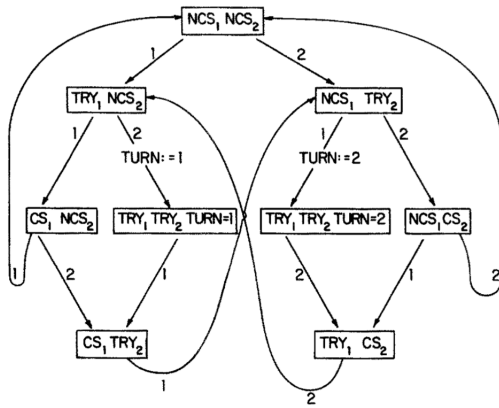 NCS₁ NCS₂
1 2
TRY₁ NCS₂ NCS₁ TRY₂
1 2 1 2
TURN:=1 TURN:=2
CS₁ NCS₂ TRY₁ TRY₂ TURN=1 TRY₁ TRY₂ TURN=2 NCS₁ CS₂
1 2 1 2 1 2
CS₁ TRY₂ TRY₁ CS₂
1 2